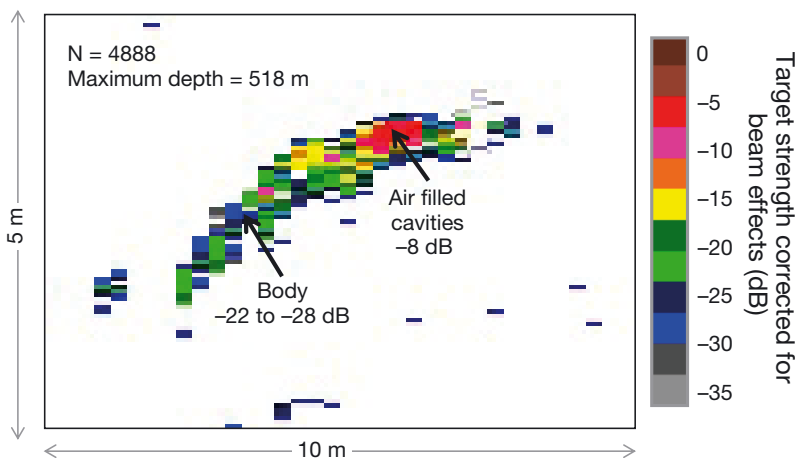 N = 4888
Maximum depth = 518 m
Air filled
cavities
–8 dB
Body
–22 to –28 dB
5 m
10 m
0
–5
–10
–15
–20
–25
–30
–35
Target strength corrected for
beam effects (dB)